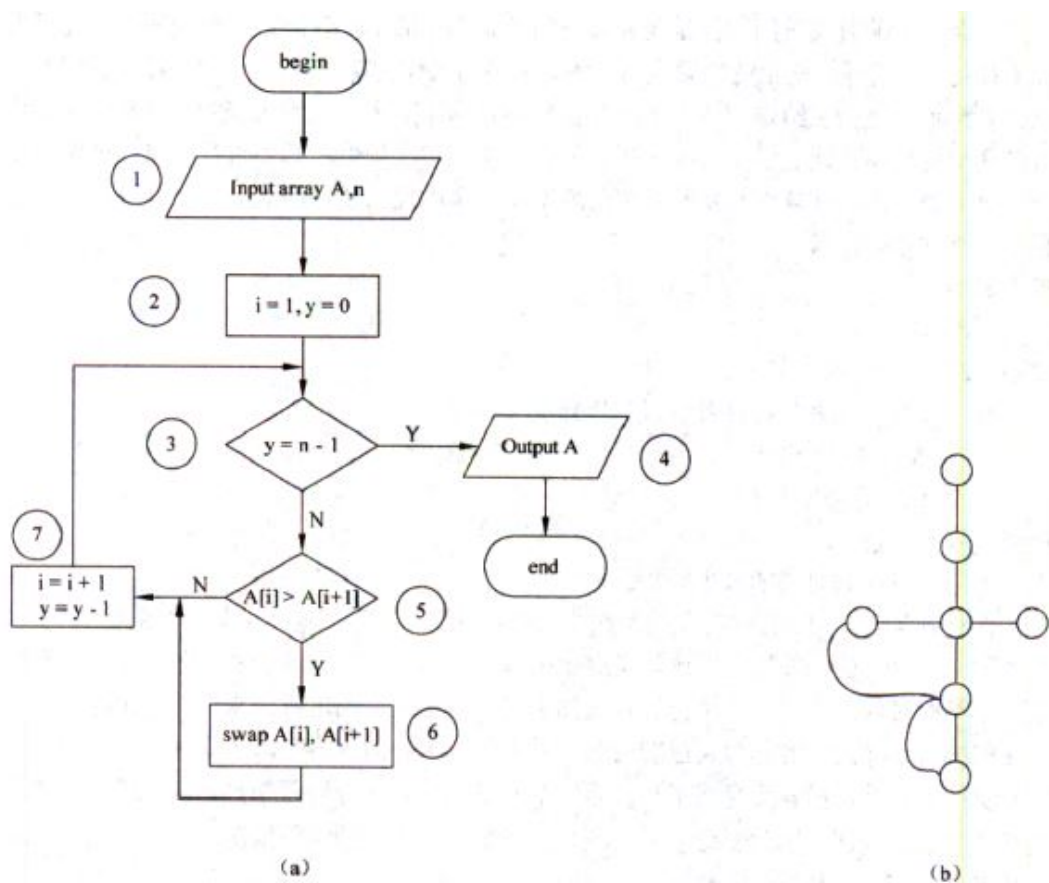 begin
1
Input array A ,n
2
i = 1, y = 0
3
y = n - 1
Y
Output A
4
N
end
7
i = i + 1
y = y - 1
N
A[i] > A[i+1]
5
Y
swap A[i], A[i+1]
6
(a)
(b)